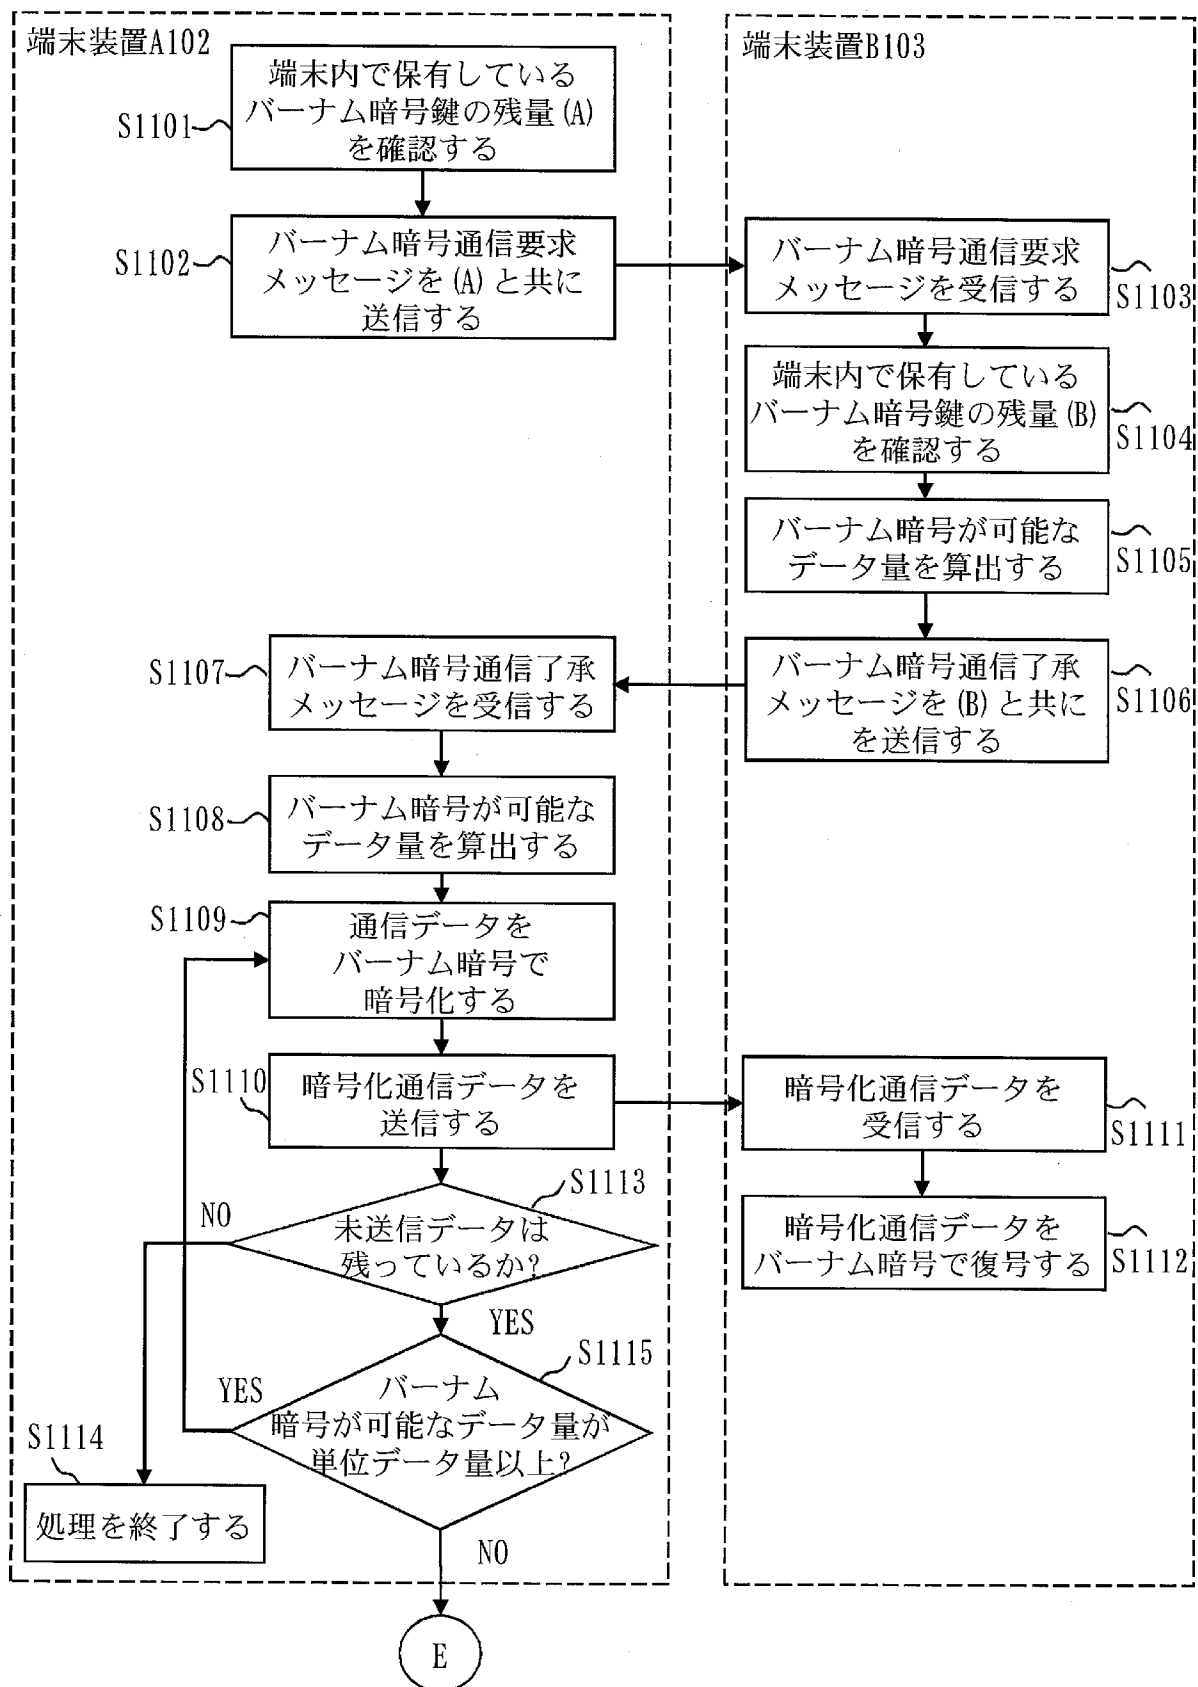 端末装置A102
端末内で保有している
バーナム暗号鍵の残量(A)
を確認する
S1101
バーナム暗号通信要求
メッセージを(A)と共に
送信する
S1102
端末装置B103
バーナム暗号通信要求
メッセージを受信する
S1103
端末内で保有している
バーナム暗号鍵の残量(B)
を確認する
S1104
バーナム暗号が可能な
データ量を算出する
S1105
バーナム暗号通信了承
メッセージを(B)と共に
を送信する
S1106
S1107
バーナム暗号通信了承
メッセージを受信する
S1108
バーナム暗号が可能な
データ量を算出する
S1109
通信データを
バーナム暗号で
暗号化する
S1110
暗号化通信データを
送信する
暗号化通信データを
受信する
S1111
暗号化通信データを
バーナム暗号で復号する
S1112
S1113
NO
未送信データは
残っているか?
YES
S1115
YES
バーナム
暗号が可能なデータ量が
単位データ量以上?
S1114
処理を終了する
NO
E